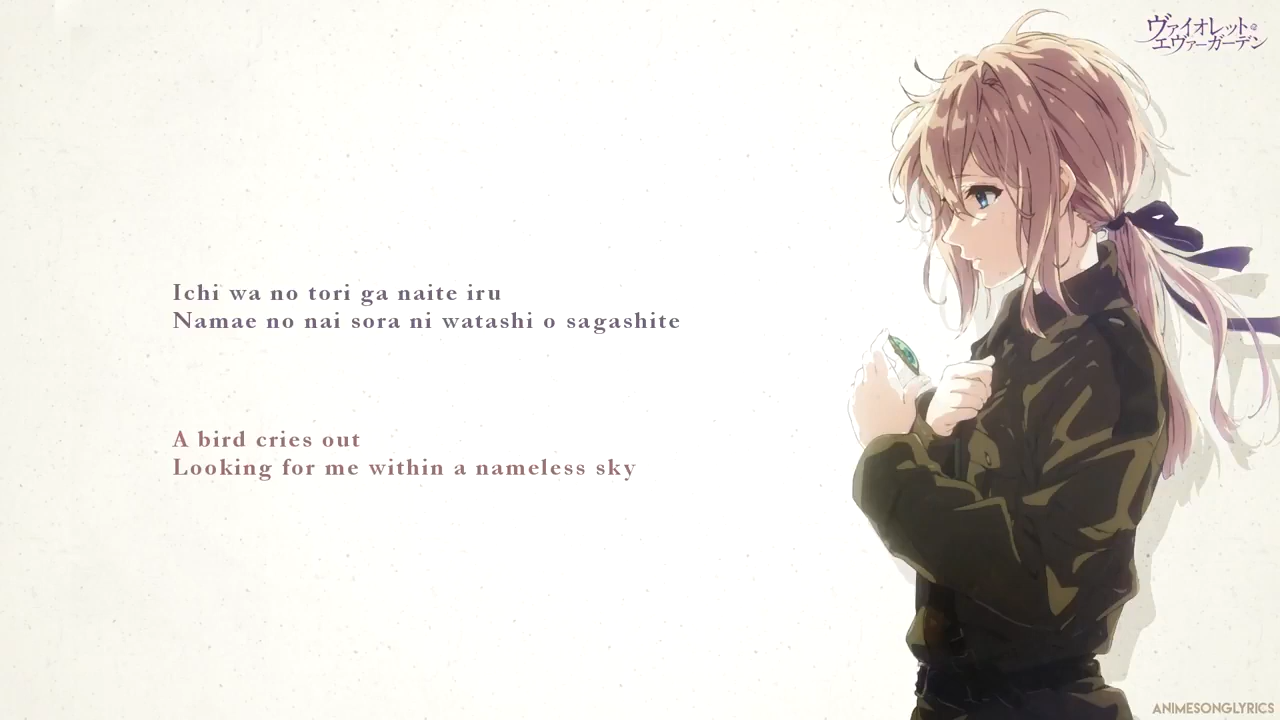 ヴァイオレット・
エヴァーガーデン
Ichi wa no tori ga naite iru
Namae no nai sora ni watashi o sagashite
A bird cries out
Looking for me within a nameless sky
ANIMESONGLYRICS